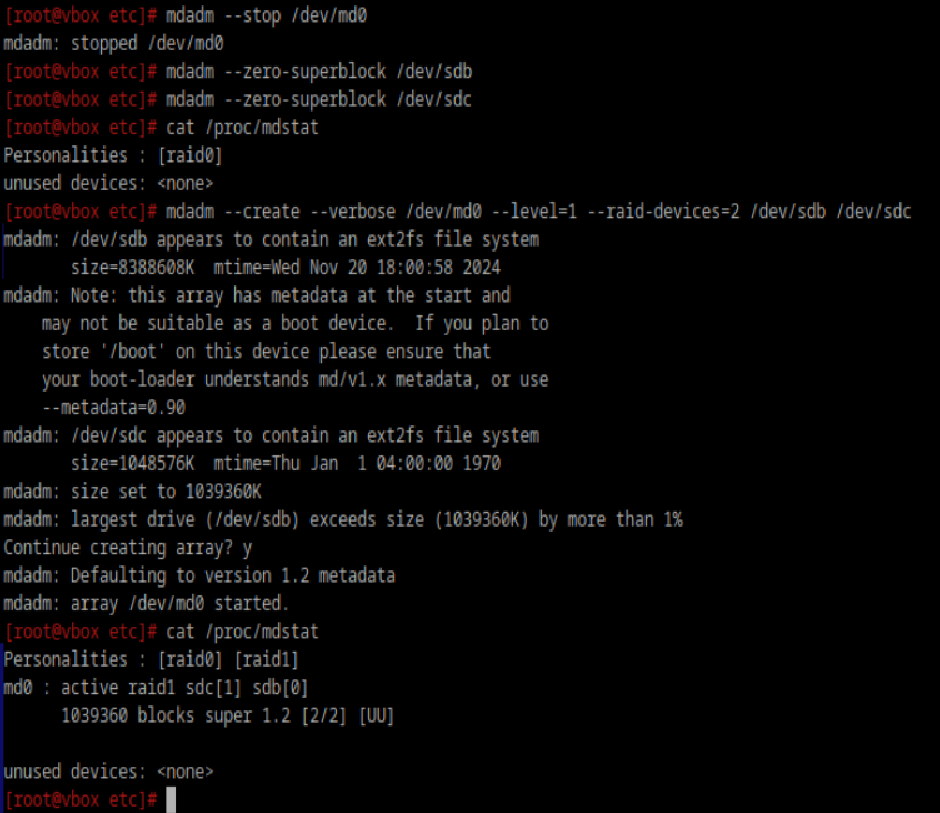 [root@vbox etc]# mdadm --stop /dev/md0
mdadm: stopped /dev/md0
[root@vbox etc]# mdadm --zero-superblock /dev/sdb
[root@vbox etc]# mdadm --zero-superblock /dev/sdc
[root@vbox etc]# cat /proc/mdstat
Personalities : [raid0]
unused devices: <none>
[root@vbox etc]# mdadm --create --verbose /dev/md0 --level=1 --raid-devices=2 /dev/sdb /dev/sdc
mdadm: /dev/sdb appears to contain an ext2fs file system
       size=8388608K  mtime=Wed Nov 20 18:00:58 2024
mdadm: Note: this array has metadata at the start and
    may not be suitable as a boot device.  If you plan to
    store '/boot' on this device please ensure that
    your boot-loader understands md/v1.x metadata, or use
    --metadata=0.90
mdadm: /dev/sdc appears to contain an ext2fs file system
       size=1048576K  mtime=Thu Jan  1 04:00:00 1970
mdadm: size set to 1039360K
mdadm: largest drive (/dev/sdb) exceeds size (1039360K) by more than 1%
Continue creating array? y
mdadm: Defaulting to version 1.2 metadata
mdadm: array /dev/md0 started.
[root@vbox etc]# cat /proc/mdstat
Personalities : [raid0] [raid1]
md0 : active raid1 sdc[1] sdb[0]
      1039360 blocks super 1.2 [2/2] [UU]
unused devices: <none>
[root@vbox etc]#